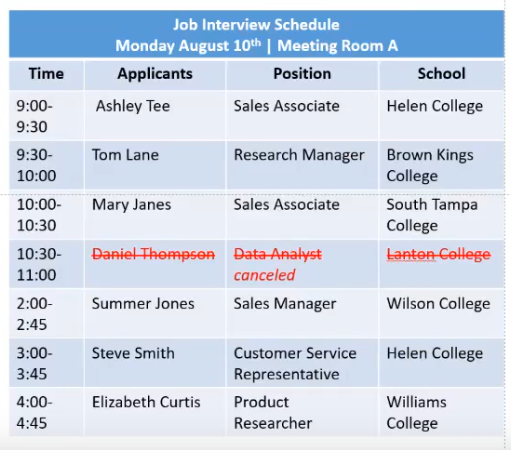 Job Interview Schedule
Monday August 10th | Meeting Room A
Time Applicants Position School
9:00- Ashley Tee Sales Associate Helen College
9:30
9:30- Tom Lane Research Manager Brown Kings
10:00 College
10:00- Mary Janes Sales Associate South Tampa
10:30 College
10:30- Daniel Thompson Data Analyst Lanton College
11:00 canceled
2:00- Summer Jones Sales Manager Wilson College
2:45
3:00- Steve Smith Customer Service Helen College
3:45 Representative
4:00- Elizabeth Curtis Product Williams
4:45 Researcher College